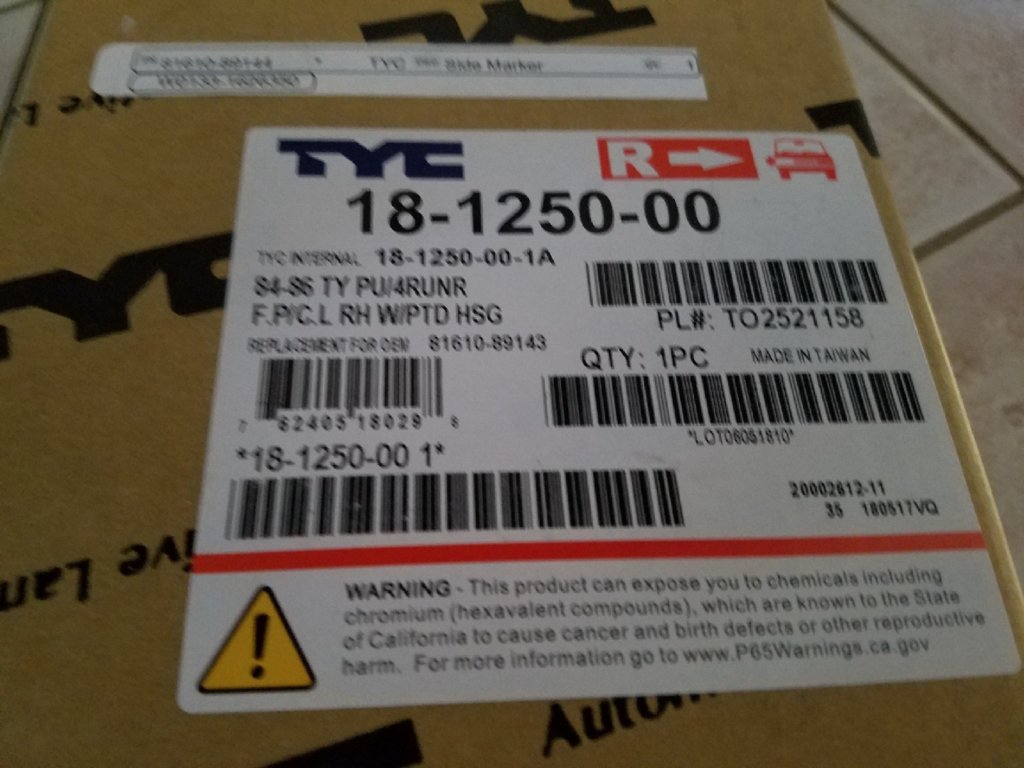 TYC Side Marker 1
TYC
R
18-1250-00
TYC INTERNAL 18-1250-00-1A
84-86 TY PU/4RUNR
F.P/C.L RH W/PTD HSG
REPLACEMENT FOR OEM 81610-89143
PL#: TO2521158
QTY: 1PC MADE IN TAIWAN
7 62405 18029
*LOT06051810*
*18-1250-00 1*
20002612-11
35 180517VQ
WARNING - This product can expose you to chemicals including
chromium (hexavalent compounds), which are known to the State
of California to cause cancer and birth defects or other reproductive
harm. For more information go to www.P65Warnings.ca.gov